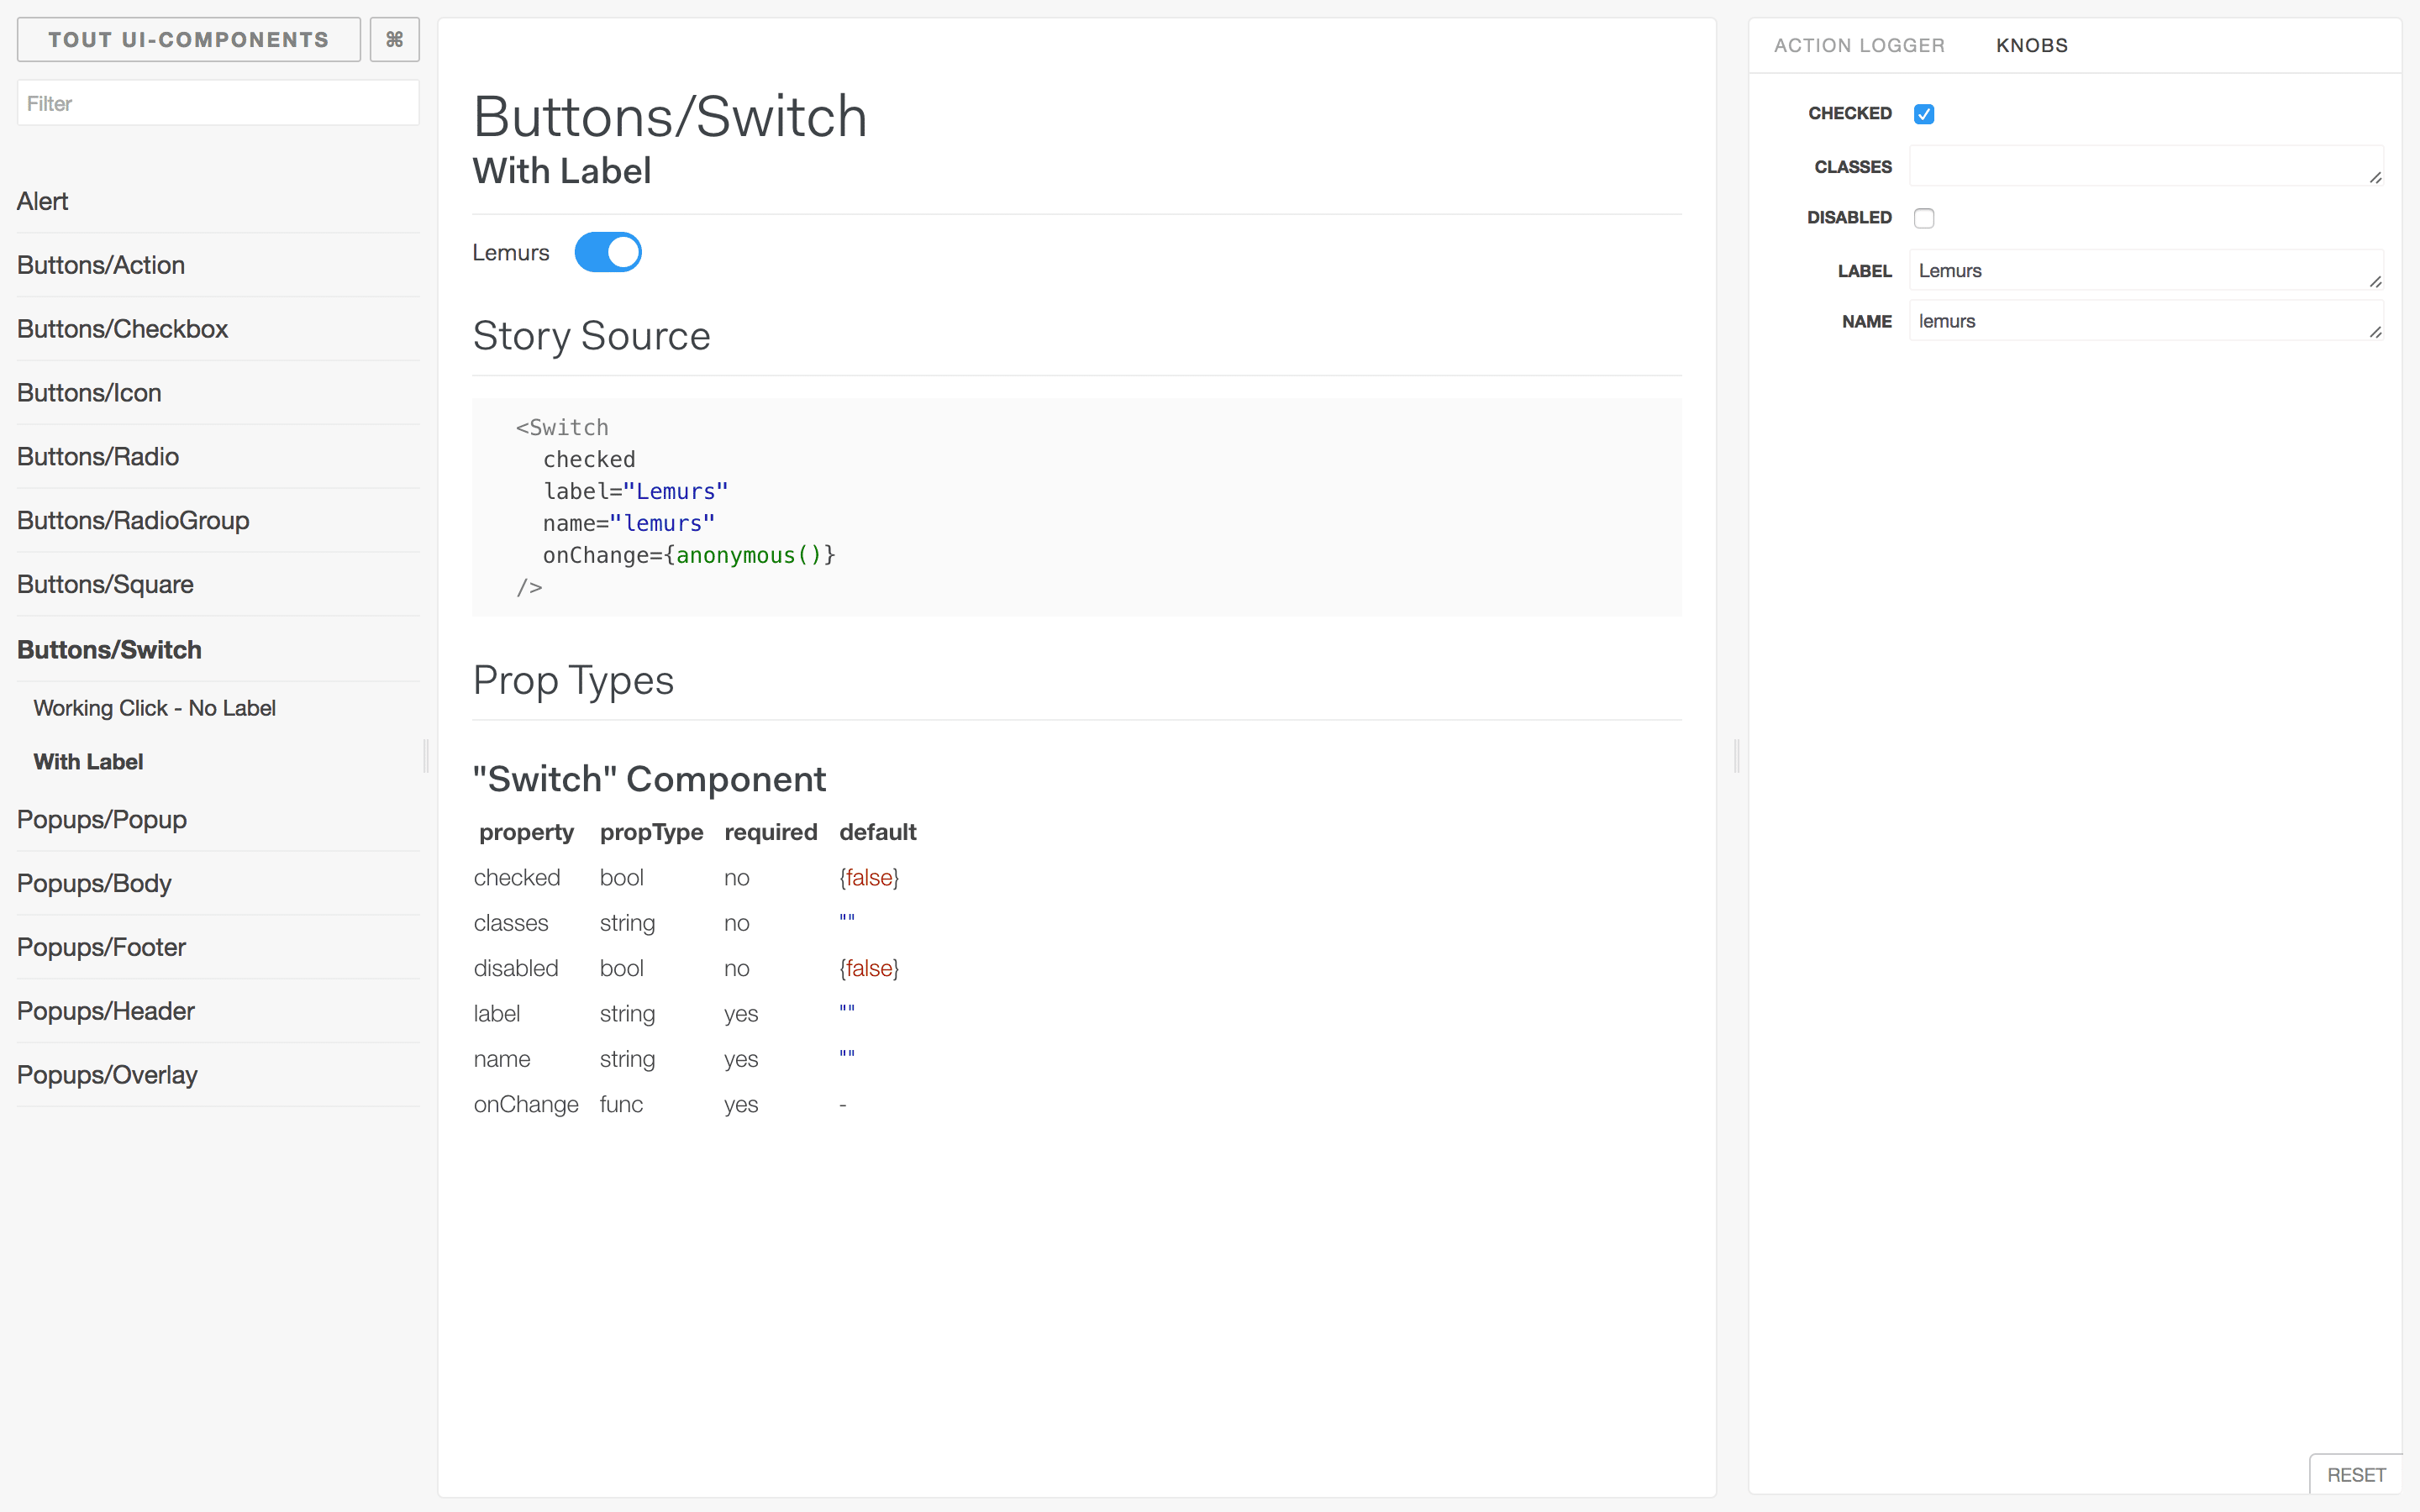 TOUT UI-COMPONENTS
⌘
Filter
Alert
Buttons/Action
Buttons/Checkbox
Buttons/Icon
Buttons/Radio
Buttons/RadioGroup
Buttons/Square
Buttons/Switch
Working Click - No Label
With Label
Popups/Popup
Popups/Body
Popups/Footer
Popups/Header
Popups/Overlay
Buttons/Switch
With Label
Lemurs
Story Source
<Switch
checked
label="Lemurs"
name="lemurs"
onChange={anonymous()}
/>
Prop Types
"Switch" Component
property propType required default
checked bool no {false}
classes string no ""
disabled bool no {false}
label string yes ""
name string yes ""
onChange func yes -
ACTION LOGGER KNOBS
CHECKED
CLASSES
DISABLED
LABEL Lemurs
NAME lemurs
RESET